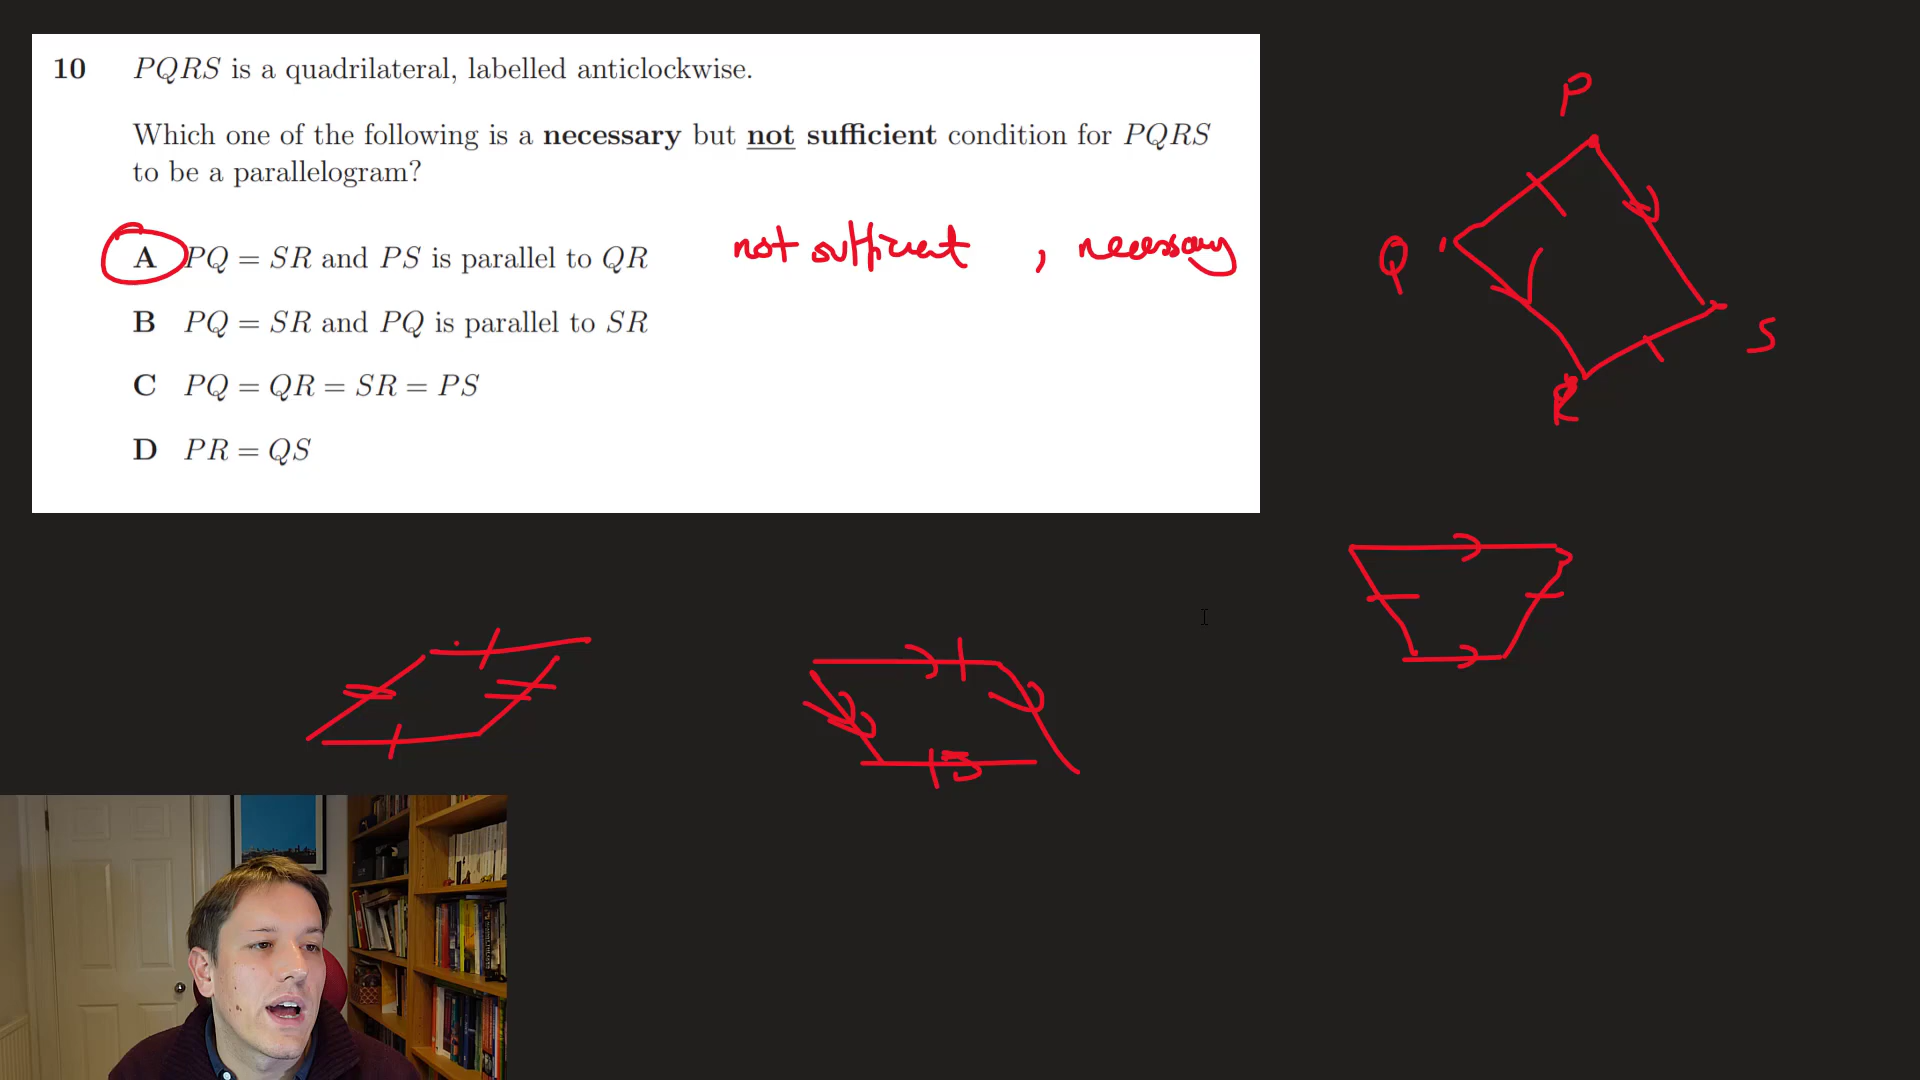 10 PQRS is a quadrilateral, labelled anticlockwise.
Which one of the following is a necessary but not sufficient condition for PQRS
to be a parallelogram?
A PQ = SR and PS is parallel to QR
not sufficient , necessary
B PQ = SR and PQ is parallel to SR
C PQ = QR = SR = PS
D PR = QS
P
Q
S
R